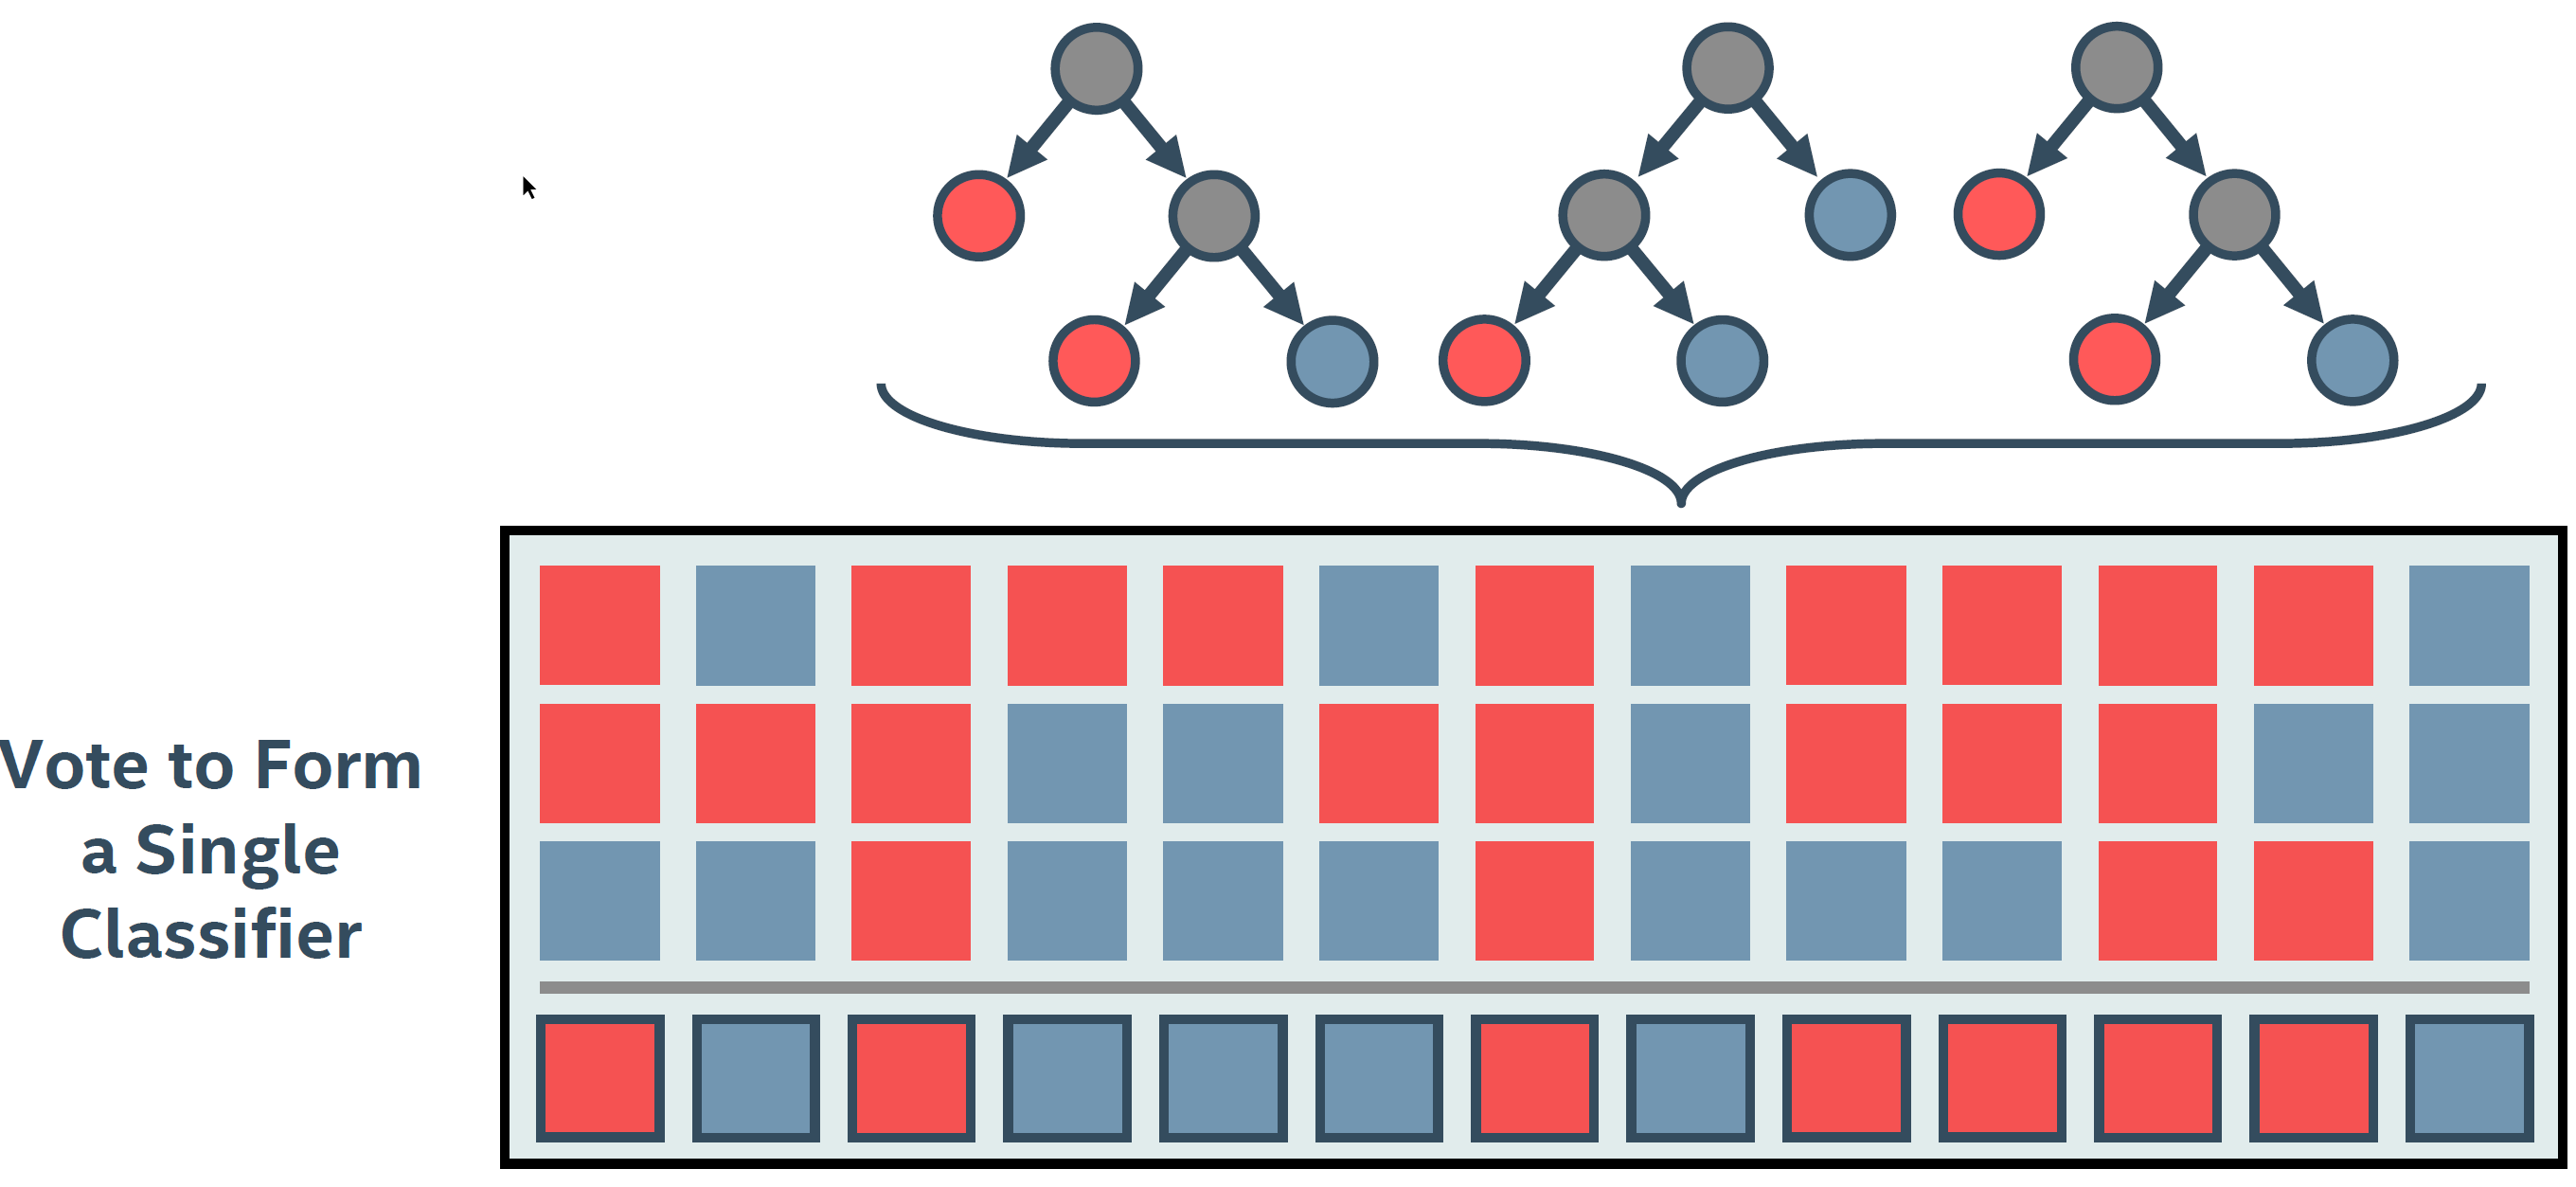 Vote to Form
a Single
Classifier